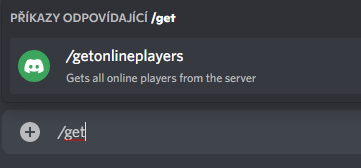 PŘÍKAZY ODPOVÍDAJÍCÍ /get
/getonlineplayers
Gets all online players from the server
/get